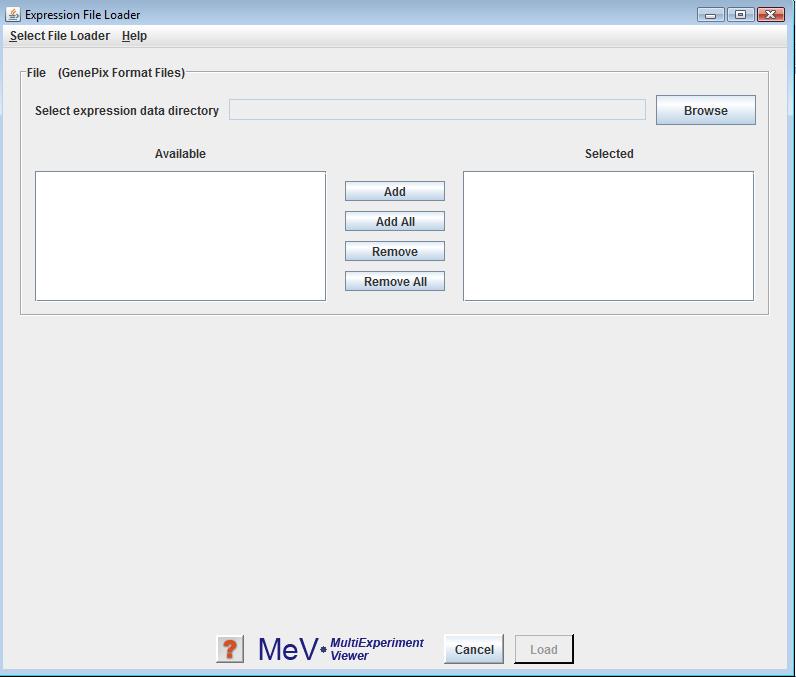 Expression File Loader
Select File Loader Help
File (GenePix Format Files)
Select expression data directory Browse
Available Selected
Add
Add All
Remove
Remove All
? MeV MultiExperiment Viewer Cancel Load